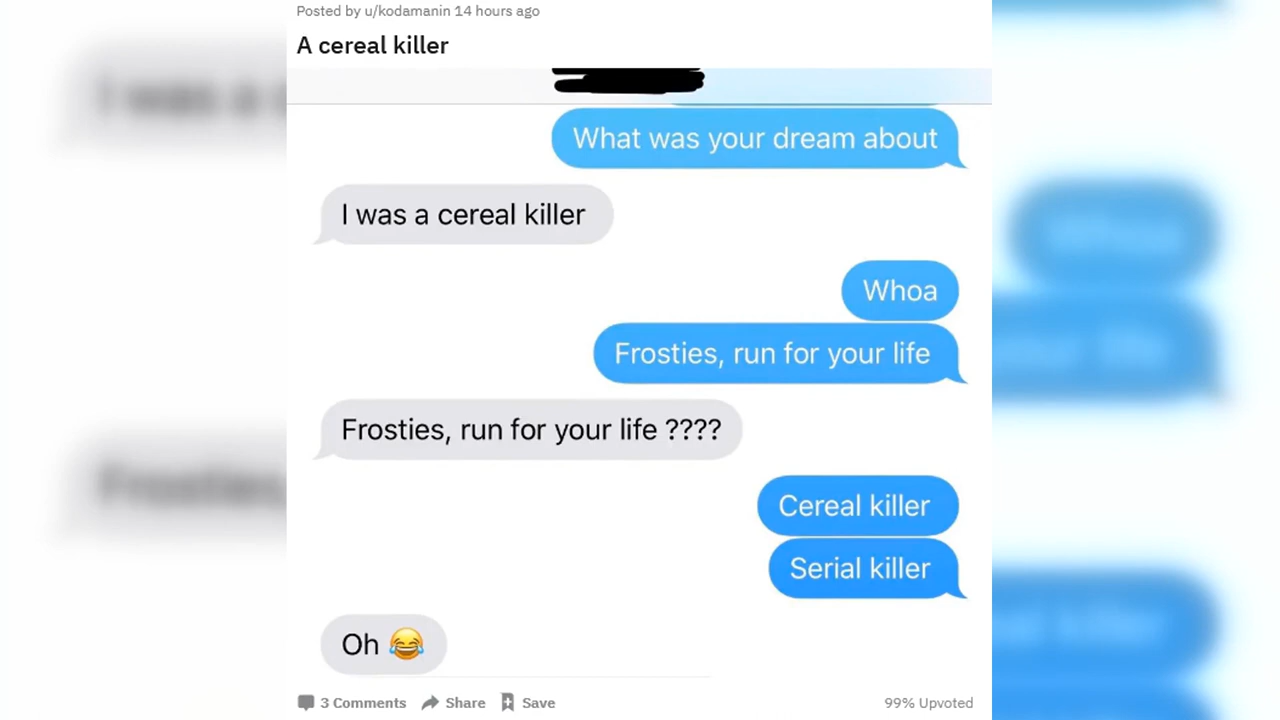 Posted by u/kodamanin 14 hours ago
A cereal killer
What was your dream about
I was a cereal killer
Whoa
Frosties, run for your life
Frosties, run for your life ????
Cereal killer
Serial killer
Oh 😂
3 Comments Share Save 99% Upvoted